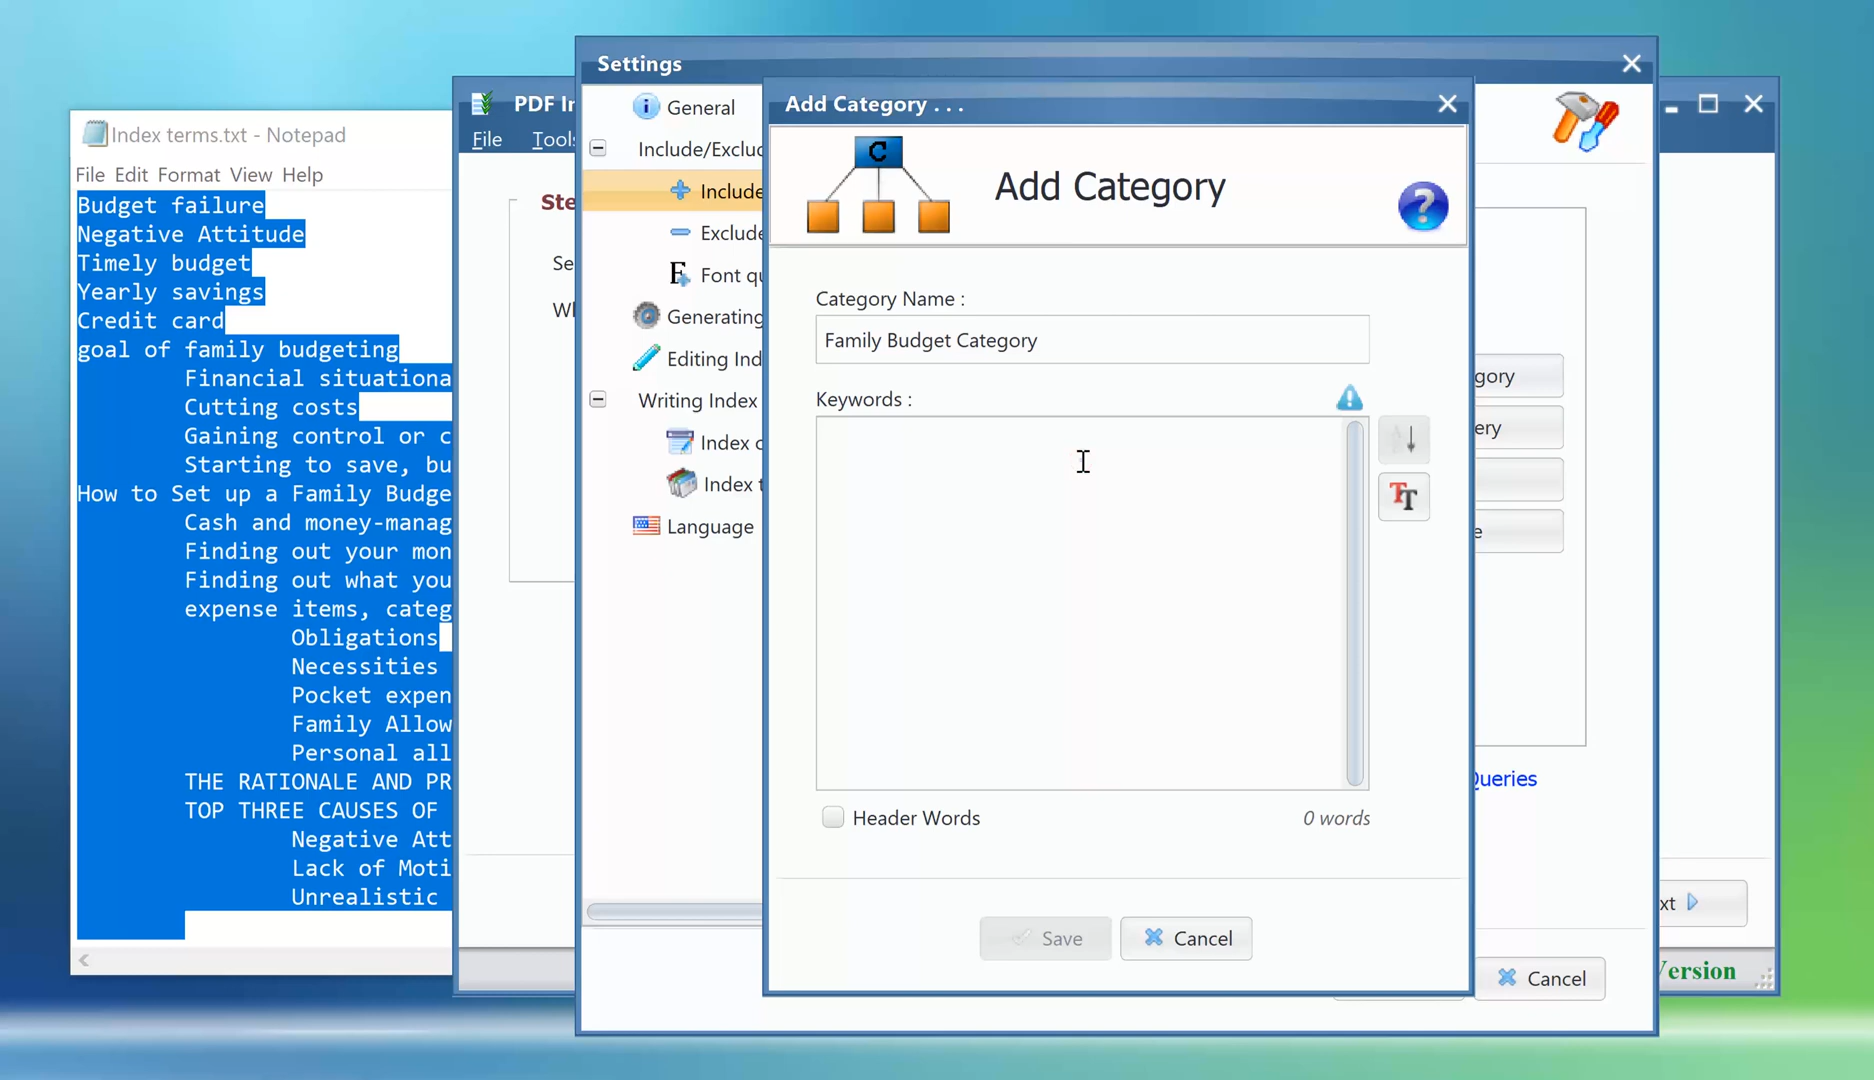 Index terms.txt - Notepad
File Edit Format View Help
Budget failure
Negative Attitude
Timely budget
Yearly savings
Credit card
goal of family budgeting
Financial situationa
Cutting costs
Gaining control or c
Starting to save, bu
How to Set up a Family Budge
Cash and money-manag
Finding out your mon
Finding out what you
expense items, categ
Obligations
Necessities
Pocket expen
Family Allow
Personal all
THE RATIONALE AND PR
TOP THREE CAUSES OF
Negative Att
Lack of Moti
Unrealistic
PDF In
File Tools
Ste
Se
Wh
Settings
General
Include/Exclud
Include
Exclude
Font qu
Generating
Editing Ind
Writing Index
Index c
Index t
Language
Add Category . . .
C
Add Category
?
Category Name :
Family Budget Category
Keywords :
Header Words
0 words
Save
Cancel
gory
ery
e
Queries
xt
Cancel
Version